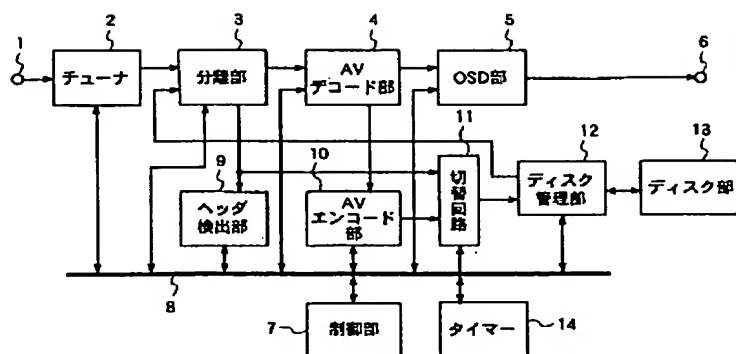 1
2
3
4
5
6
チューナ
分離部
AV
デコード部
OSD部
9
10
11
12
13
ヘッダ
検出部
AV
エンコード
部
切替回路
ディスク
管理部
ディスク部
8
7
制御部
タイマー
14